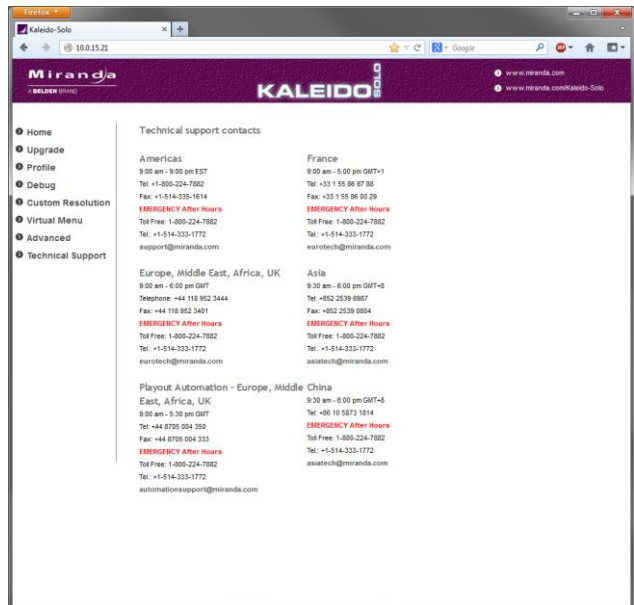 Firefox
Kaleido-Solo
10.0.15.21
Google
Miranda
A BELDEN BRAND
KALEIDO SOLO
www.miranda.com
www.miranda.com/Kaleido-Solo
Home
Upgrade
Profile
Debug
Custom Resolution
Virtual Menu
Advanced
Technical Support
Technical support contacts
Americas
9:00 am - 9:00 pm EST
Tel: +1-800-224-7882
Fax: +1-514-335-1614
EMERGENCY After Hours
Toll Free: 1-800-224-7882
Tel.: +1-514-333-1772
support@miranda.com
France
9:00 am - 5:00 pm GMT+1
Tel: +33 1 55 86 87 88
Fax: +33 1 55 86 00 29
EMERGENCY After Hours
Toll Free: 1-800-224-7882
Tel.: +1-514-333-1772
eurotech@miranda.com
Europe, Middle East, Africa, UK
9:00 am - 6:00 pm GMT
Telephone: +44 118 952 3444
Fax: +44 118 952 3401
EMERGENCY After Hours
Toll Free: 1-800-224-7882
Tel.: +1-514-333-1772
eurotech@miranda.com
Asia
9:30 am - 6:00 pm GMT+8
Tel: +852 2539 6987
Fax: +852 2539 0804
EMERGENCY After Hours
Toll Free: 1-800-224-7882
Tel.: +1-514-333-1772
asiatech@miranda.com
Playout Automation - Europe, Middle
East, Africa, UK
9:00 am - 5:30 pm GMT
Tel: +44 8705 004 350
Fax: +44 8705 004 333
EMERGENCY After Hours
Toll Free: 1-800-224-7882
Tel.: +1-514-333-1772
automationsupport@miranda.com
China
9:30 am - 6:00 pm GMT+8
Tel: +86 10 5873 1814
EMERGENCY After Hours
Toll Free: 1-800-224-7882
Tel.: +1-514-333-1772
asiatech@miranda.com